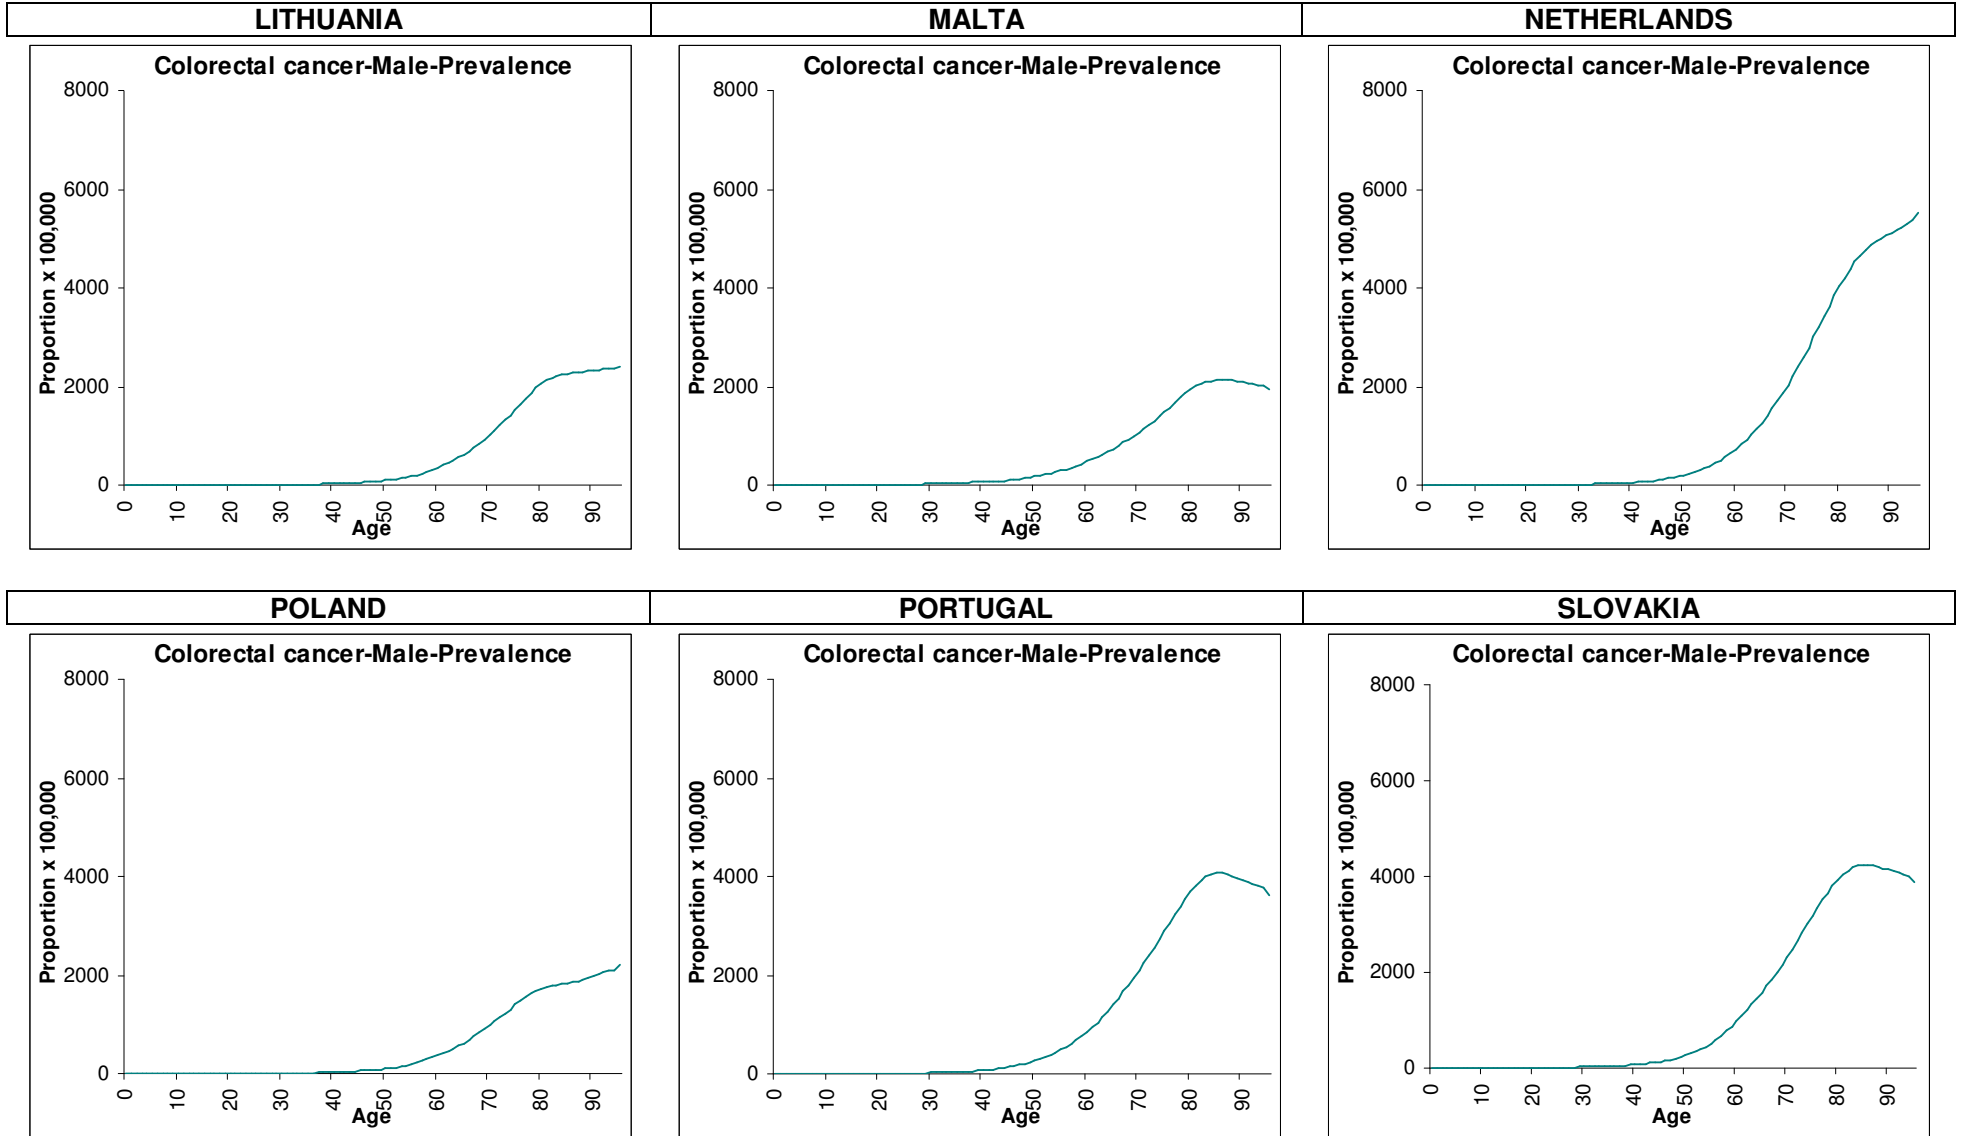 LITHUANIA MALTA NETHERLANDS
Colorectal cancer-Male-Prevalence
8000
6000
4000
2000
0
Proportion x 100,000
0 10 20 30 40 50 60 70 80 90
Age
Colorectal cancer-Male-Prevalence
8000
6000
4000
2000
0
Proportion x 100,000
0 10 20 30 40 50 60 70 80 90
Age
Colorectal cancer-Male-Prevalence
8000
6000
4000
2000
0
Proportion x 100,000
0 10 20 30 40 50 60 70 80 90
Age
POLAND PORTUGAL SLOVAKIA
Colorectal cancer-Male-Prevalence
8000
6000
4000
2000
0
Proportion x 100,000
0 10 20 30 40 50 60 70 80 90
Age
Colorectal cancer-Male-Prevalence
8000
6000
4000
2000
0
Proportion x 100,000
0 10 20 30 40 50 60 70 80 90
Age
Colorectal cancer-Male-Prevalence
8000
6000
4000
2000
0
Proportion x 100,000
0 10 20 30 40 50 60 70 80 90
Age